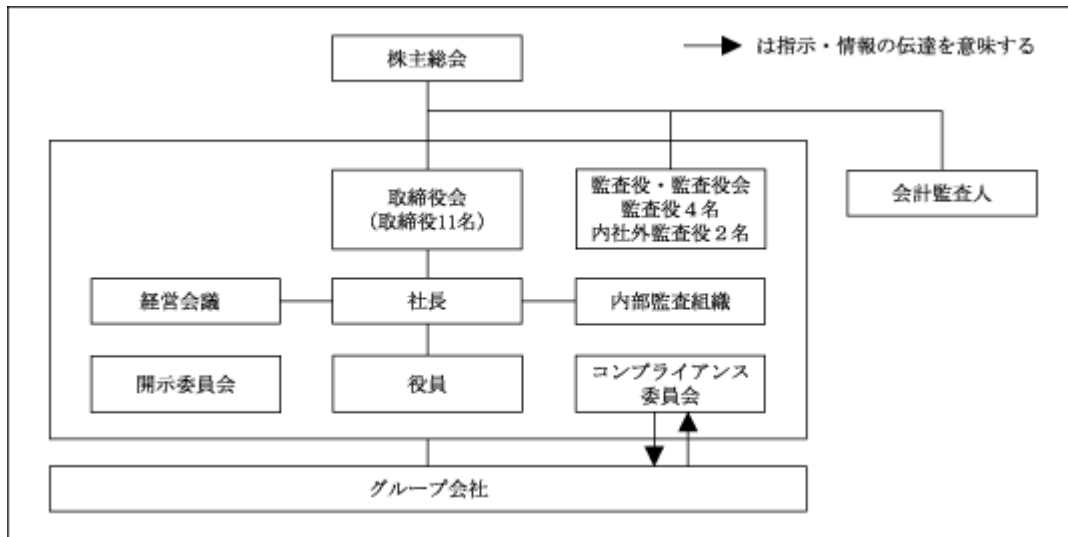 株主総会
は指示・情報の伝達を意味する
取締役会
(取締役11名)
監査役・監査役会
監査役4名
内社外監査役2名
会計監査人
経営会議
社長
内部監査組織
開示委員会
役員
コンプライアンス
委員会
グループ会社